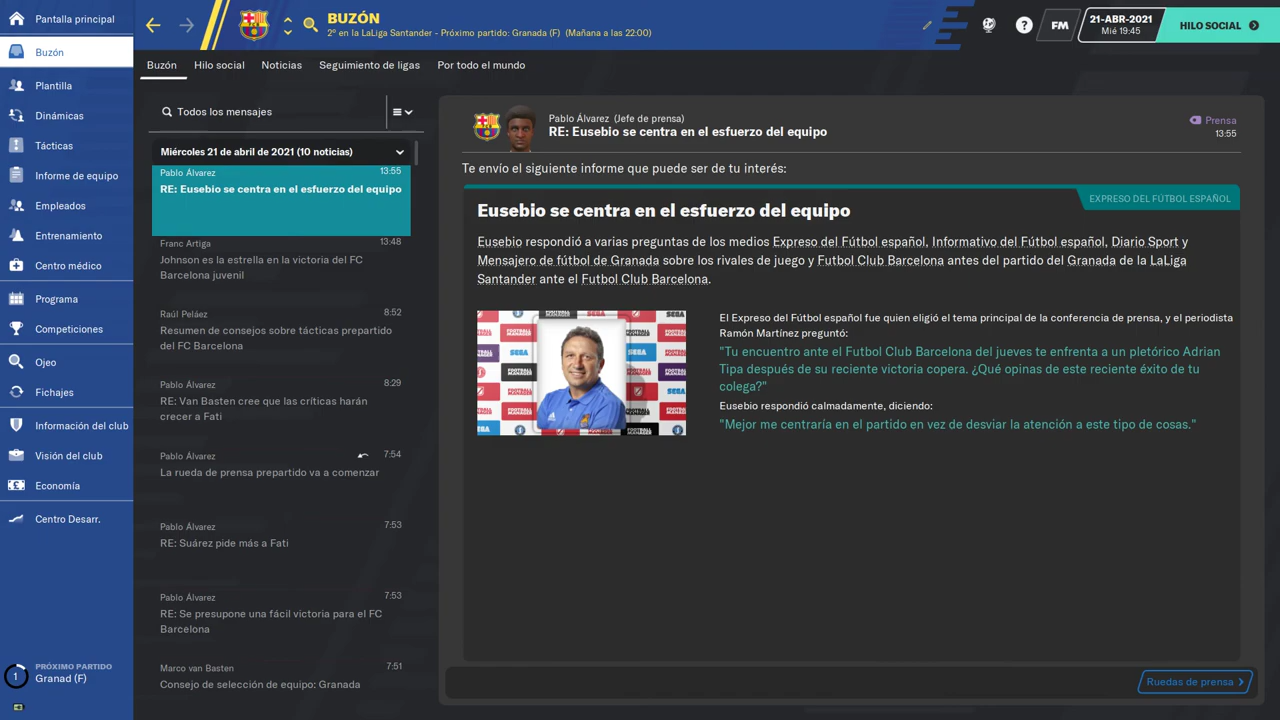 Pantalla principal
Buzón
Plantilla
Dinámicas
Tácticas
Informe de equipo
Empleados
Entrenamiento
Centro médico
Programa
Competiciones
Ojeo
Fichajes
Información del club
Visión del club
Economía
Centro Desarr.
PRÓXIMO PARTIDO
1
Granad (F)
BUZÓN
2º en la LaLiga Santander - Próximo partido: Granada (F) (Mañana a las 22:00)
?
FM
21-ABR-2021
Mié 19:45
HILO SOCIAL
Buzón
Hilo social
Noticias
Seguimiento de ligas
Por todo el mundo
Todos los mensajes
Miércoles 21 de abril de 2021 (10 noticias)
Pablo Álvarez 13:55
RE: Eusebio se centra en el esfuerzo del equipo
Franc Artiga 13:48
Johnson es la estrella en la victoria del FC
Barcelona juvenil
Raúl Peláez 8:52
Resumen de consejos sobre tácticas prepartido
del FC Barcelona
Pablo Álvarez 8:29
RE: Van Basten cree que las críticas harán
crecer a Fati
Pablo Álvarez 7:54
La rueda de prensa prepartido va a comenzar
Pablo Álvarez 7:53
RE: Suárez pide más a Fati
Pablo Álvarez 7:53
RE: Se presupone una fácil victoria para el FC
Barcelona
Marco van Basten 7:51
Consejo de selección de equipo: Granada
Pablo Álvarez (Jefe de prensa)
RE: Eusebio se centra en el esfuerzo del equipo
Prensa
13:55
Te envío el siguiente informe que puede ser de tu interés:
EXPRESO DEL FÚTBOL ESPAÑOL
Eusebio se centra en el esfuerzo del equipo
Eusebio respondió a varias preguntas de los medios Expreso del Fútbol español, Informativo del Fútbol español, Diario Sport y
Mensajero de fútbol de Granada sobre los rivales de juego y Futbol Club Barcelona antes del partido del Granada de la LaLiga
Santander ante el Futbol Club Barcelona.
SEGA
El Expreso del Fútbol español fue quien eligió el tema principal de la conferencia de prensa, y el periodista
Ramón Martínez preguntó:
"Tu encuentro ante el Futbol Club Barcelona del jueves te enfrenta a un pletórico Adrian
Tipa después de su reciente victoria copera. ¿Qué opinas de este reciente éxito de tu
colega?"
Eusebio respondió calmadamente, diciendo:
"Mejor me centraría en el partido en vez de desviar la atención a este tipo de cosas."
Ruedas de prensa